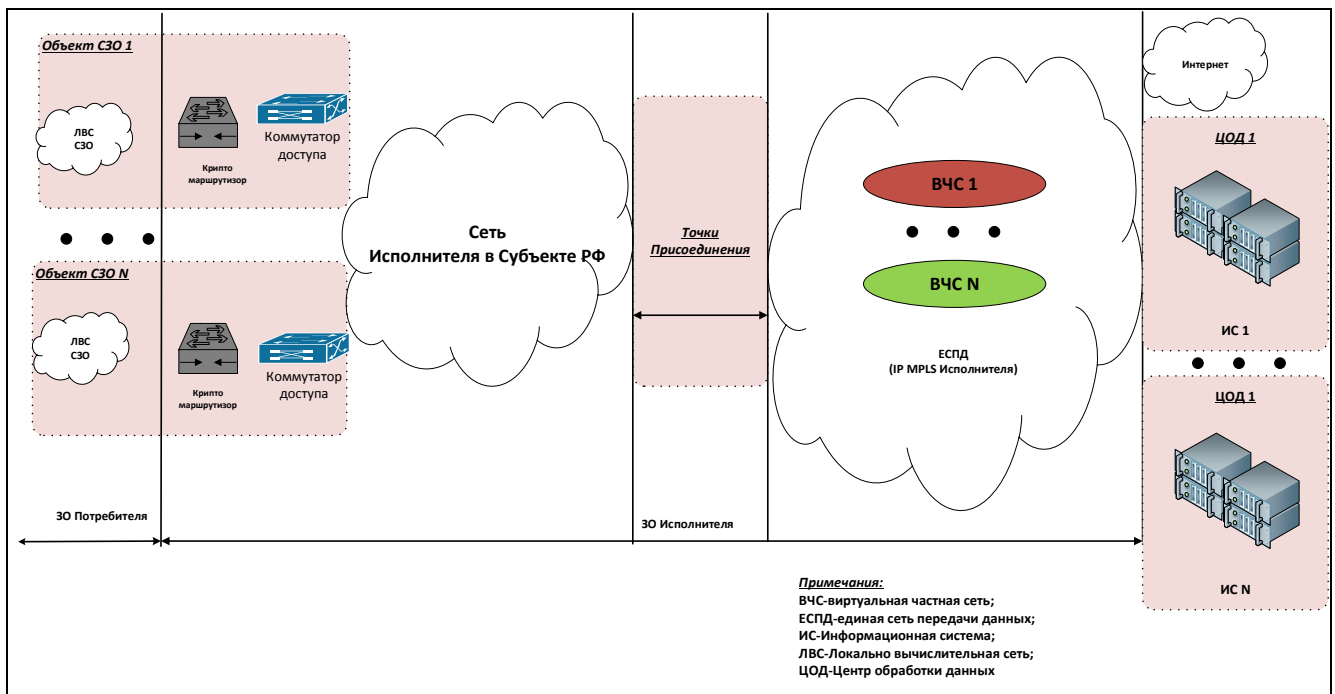 Объект СЗО 1
ЛВС
СЗО
Крипто
маршрутизор
Коммутатор
доступа
Объект СЗО N
ЛВС
СЗО
Крипто
маршрутизор
Коммутатор
доступа
Сеть
Исполнителя в Субъекте РФ
Точки
Присоединения
ВЧС 1
ВЧС N
ЕСПД
(IP MPLS Исполнителя)
Интернет
ЦОД 1
ИС 1
ЦОД 1
ИС N
ЗО Потребителя
ЗО Исполнителя
Примечания:
ВЧС-виртуальная частная сеть;
ЕСПД-единая сеть передачи данных;
ИС-Информационная система;
ЛВС-Локально вычислительная сеть;
ЦОД-Центр обработки данных